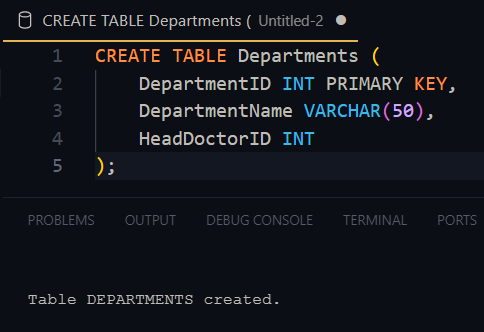 CREATE TABLE Departments ( Untitled-2
1 CREATE TABLE Departments (
2 DepartmentID INT PRIMARY KEY,
3 DepartmentName VARCHAR(50),
4 HeadDoctorID INT
5 );
PROBLEMS OUTPUT DEBUG CONSOLE TERMINAL PORTS
Table DEPARTMENTS created.